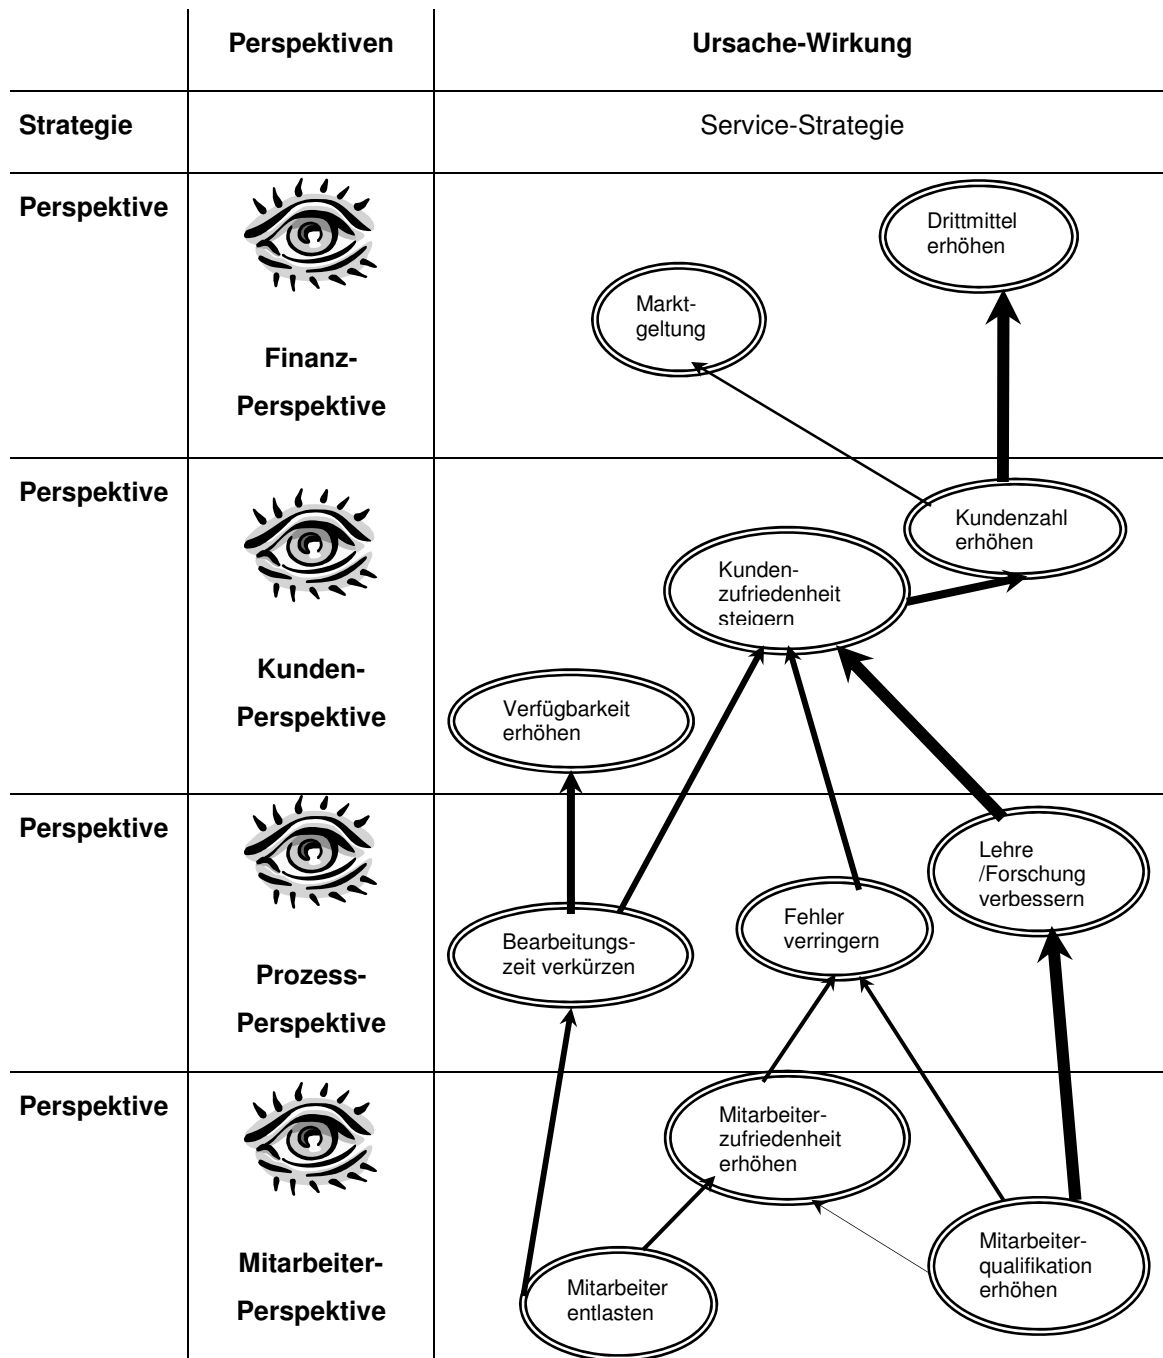 Perspektiven
Ursache-Wirkung
Strategie
Service-Strategie
Perspektive
Finanz-
Perspektive
Drittmittel
erhöhen
Markt-
geltung
Perspektive
Kunden-
Perspektive
Kundenzahl
erhöhen
Kunden-
zufriedenheit
steigern
Verfügbarkeit
erhöhen
Perspektive
Prozess-
Perspektive
Lehre
/Forschung
verbessern
Fehler
verringern
Bearbeitungs-
zeit verkürzen
Perspektive
Mitarbeiter-
Perspektive
Mitarbeiter-
zufriedenheit
erhöhen
Mitarbeiter-
qualifikation
erhöhen
Mitarbeiter
entlasten